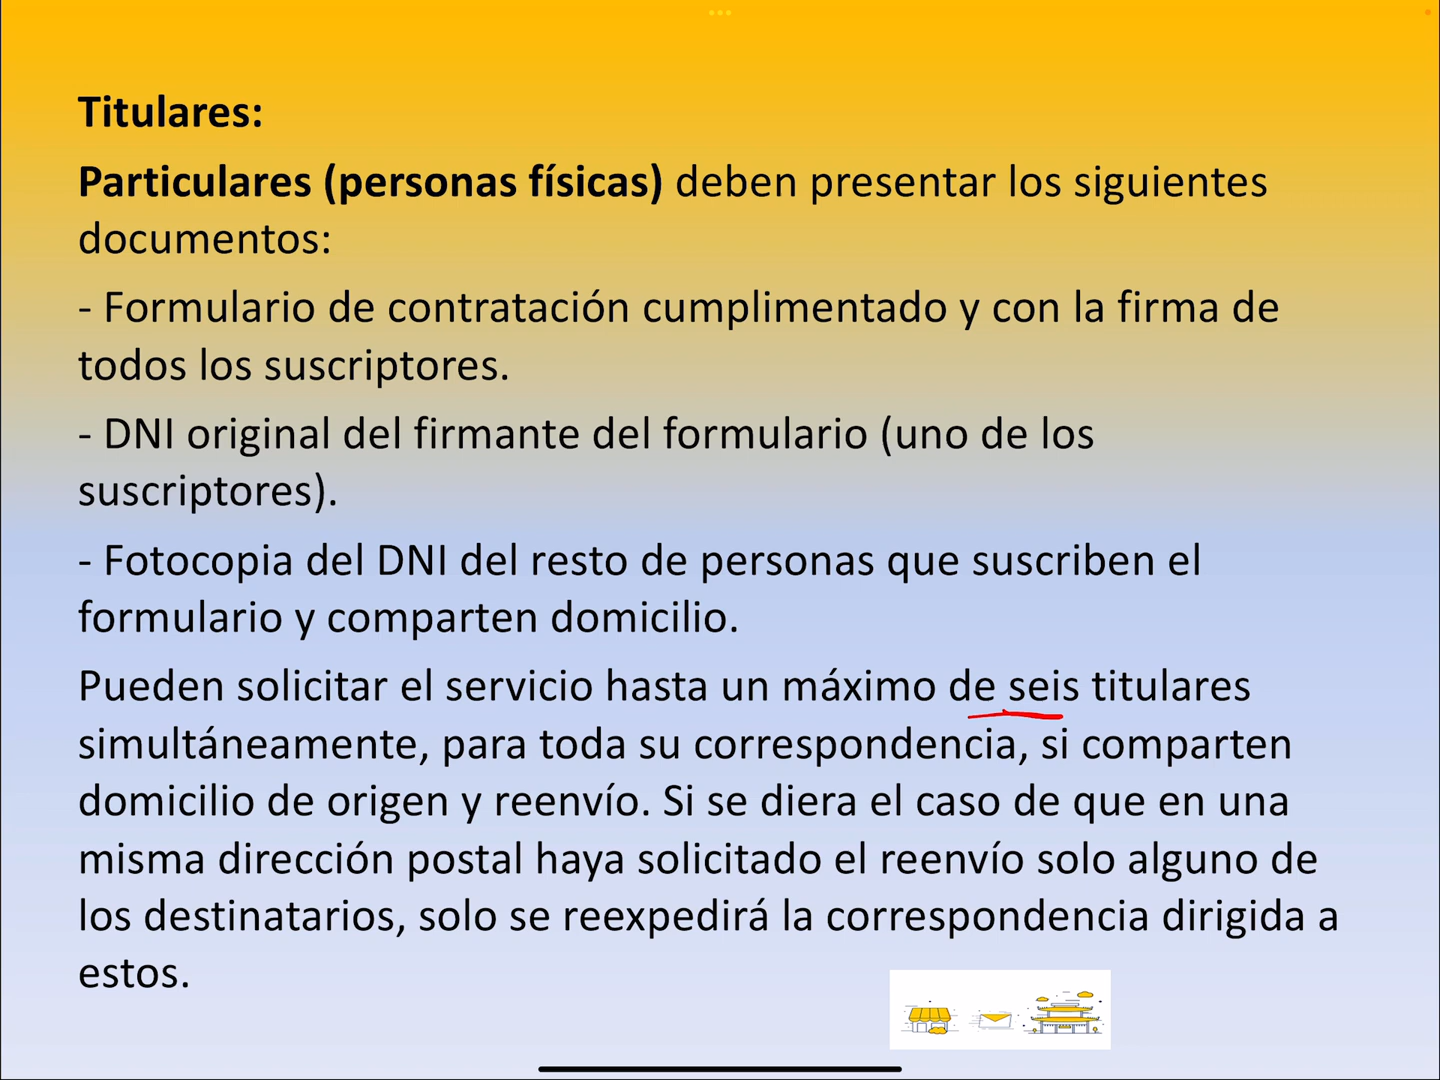 Titulares:
Particulares (personas físicas) deben presentar los siguientes
documentos:
- Formulario de contratación cumplimentado y con la firma de
todos los suscriptores.
- DNI original del firmante del formulario (uno de los
suscriptores).
- Fotocopia del DNI del resto de personas que suscriben el
formulario y comparten domicilio.
Pueden solicitar el servicio hasta un máximo de seis titulares
simultáneamente, para toda su correspondencia, si comparten
domicilio de origen y reenvío. Si se diera el caso de que en una
misma dirección postal haya solicitado el reenvío solo alguno de
los destinatarios, solo se reexpedirá la correspondencia dirigida a
estos.